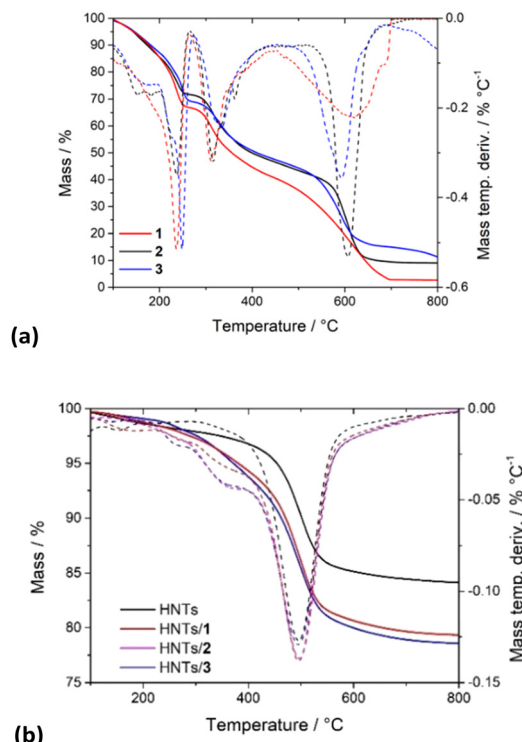 100
90
80
70
60
50
40
30
20
10
0
Mass / %
0.0
-0.2
-0.4
-0.6
Mass temp. deriv. / % °C⁻¹
1
2
3
200 400 600 800
Temperature / °C
(a)
100
95
90
85
80
75
Mass / %
0.00
-0.05
-0.10
-0.15
Mass temp. deriv. / % °C⁻¹
HNTs
HNTs/1
HNTs/2
HNTs/3
200 400 600 800
Temperature / °C
(b)